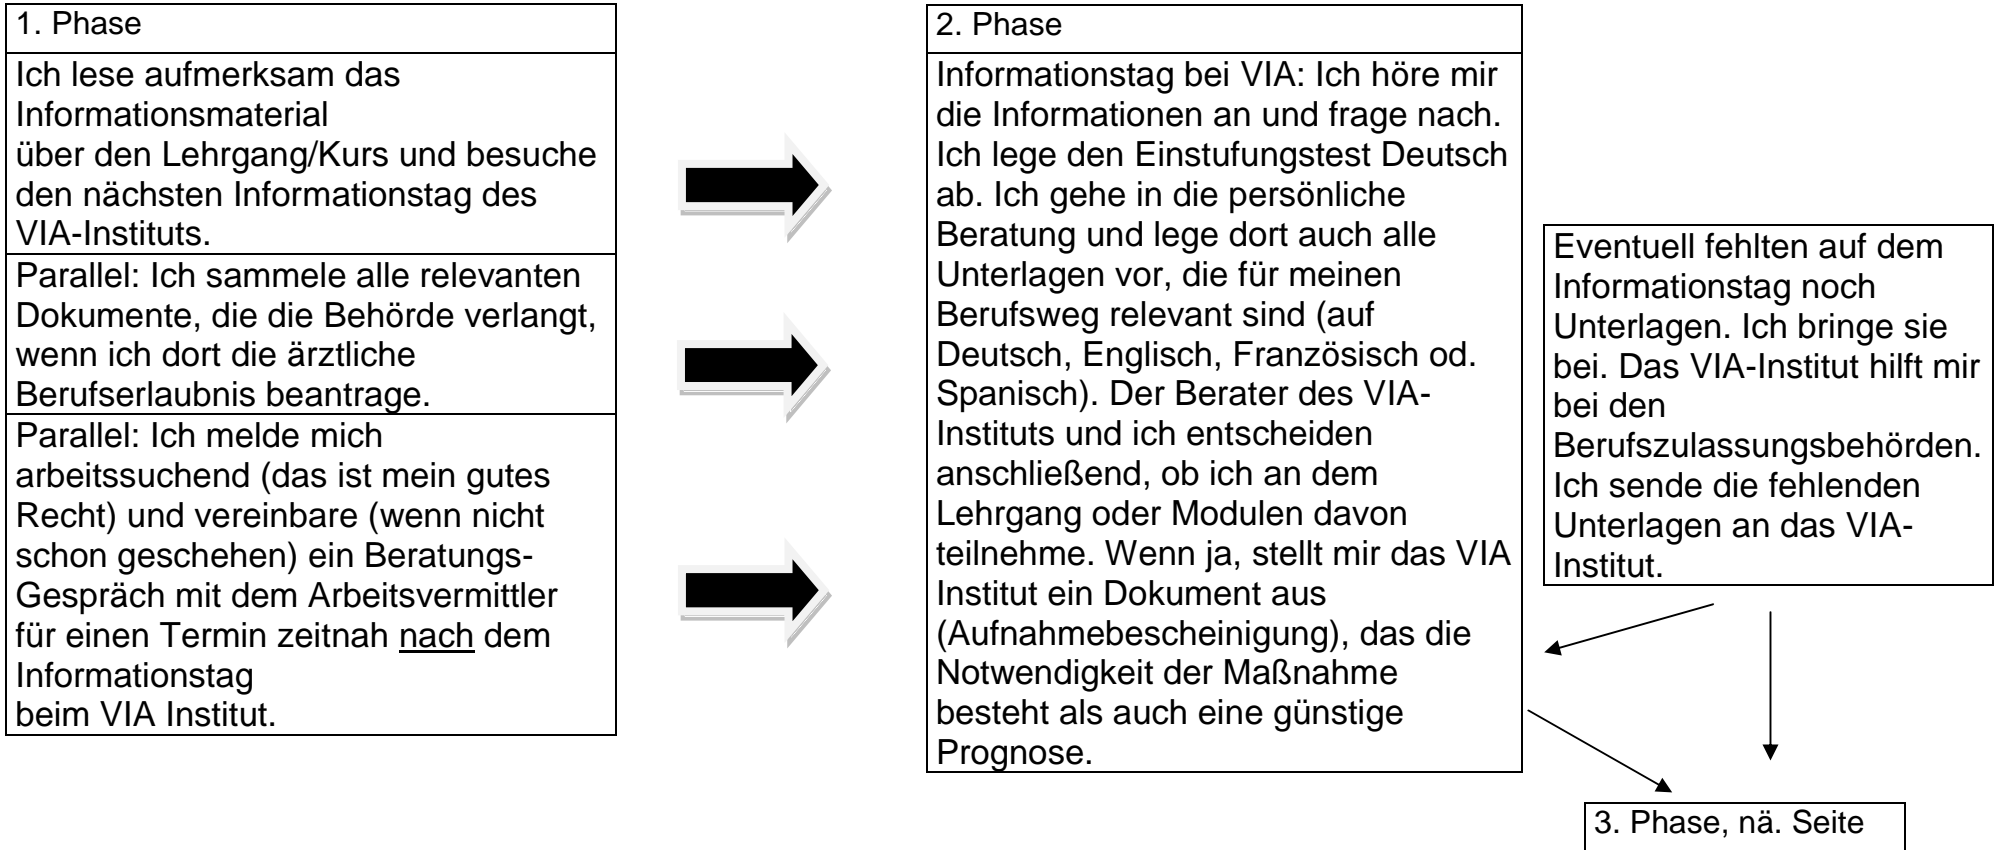 1. Phase
Ich lese aufmerksam das
Informationsmaterial
über den Lehrgang/Kurs und besuche
den nächsten Informationstag des
VIA-Instituts.
Parallel: Ich sammele alle relevanten
Dokumente, die die Behörde verlangt,
wenn ich dort die ärztliche
Berufserlaubnis beantrage.
Parallel: Ich melde mich
arbeitssuchend (das ist mein gutes
Recht) und vereinbare (wenn nicht
schon geschehen) ein Beratungs-
Gespräch mit dem Arbeitsvermittler
für einen Termin zeitnah nach dem
Informationstag
beim VIA Institut.
2. Phase
Informationstag bei VIA: Ich höre mir
die Informationen an und frage nach.
Ich lege den Einstufungstest Deutsch
ab. Ich gehe in die persönliche
Beratung und lege dort auch alle
Unterlagen vor, die für meinen
Berufsweg relevant sind (auf
Deutsch, Englisch, Französisch od.
Spanisch). Der Berater des VIA-
Instituts und ich entscheiden
anschließend, ob ich an dem
Lehrgang oder Modulen davon
teilnehme. Wenn ja, stellt mir das VIA
Institut ein Dokument aus
(Aufnahmebescheinigung), das die
Notwendigkeit der Maßnahme
besteht als auch eine günstige
Prognose.
Eventuell fehlten auf dem
Informationstag noch
Unterlagen. Ich bringe sie
bei. Das VIA-Institut hilft mir
bei den
Berufszulassungsbehörden.
Ich sende die fehlenden
Unterlagen an das VIA-
Institut.
3. Phase, nä. Seite